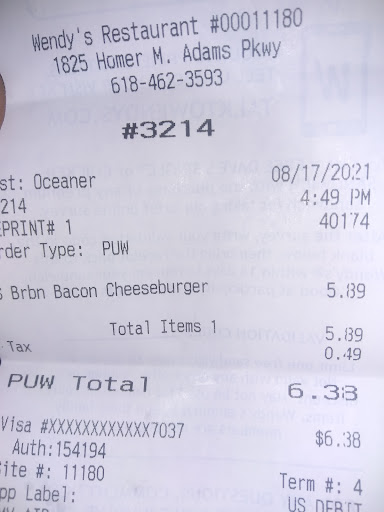 Wendy's Restaurant #00011180
1825 Homer M. Adams Pkwy
618-462-3593
#3214
st: Oceaner 08/17/2021
214 4:49 PM
EPRINT# 1 40174
rder Type: PUW
S Brbn Bacon Cheeseburger 5.89
Total Items 1 5.89
Tax 0.49
PUW Total 6.38
Visa #XXXXXXXXXXXX7037 $6.38
Auth:154194
ite #: 11180 Term #: 4
pp Label: US DEBIT